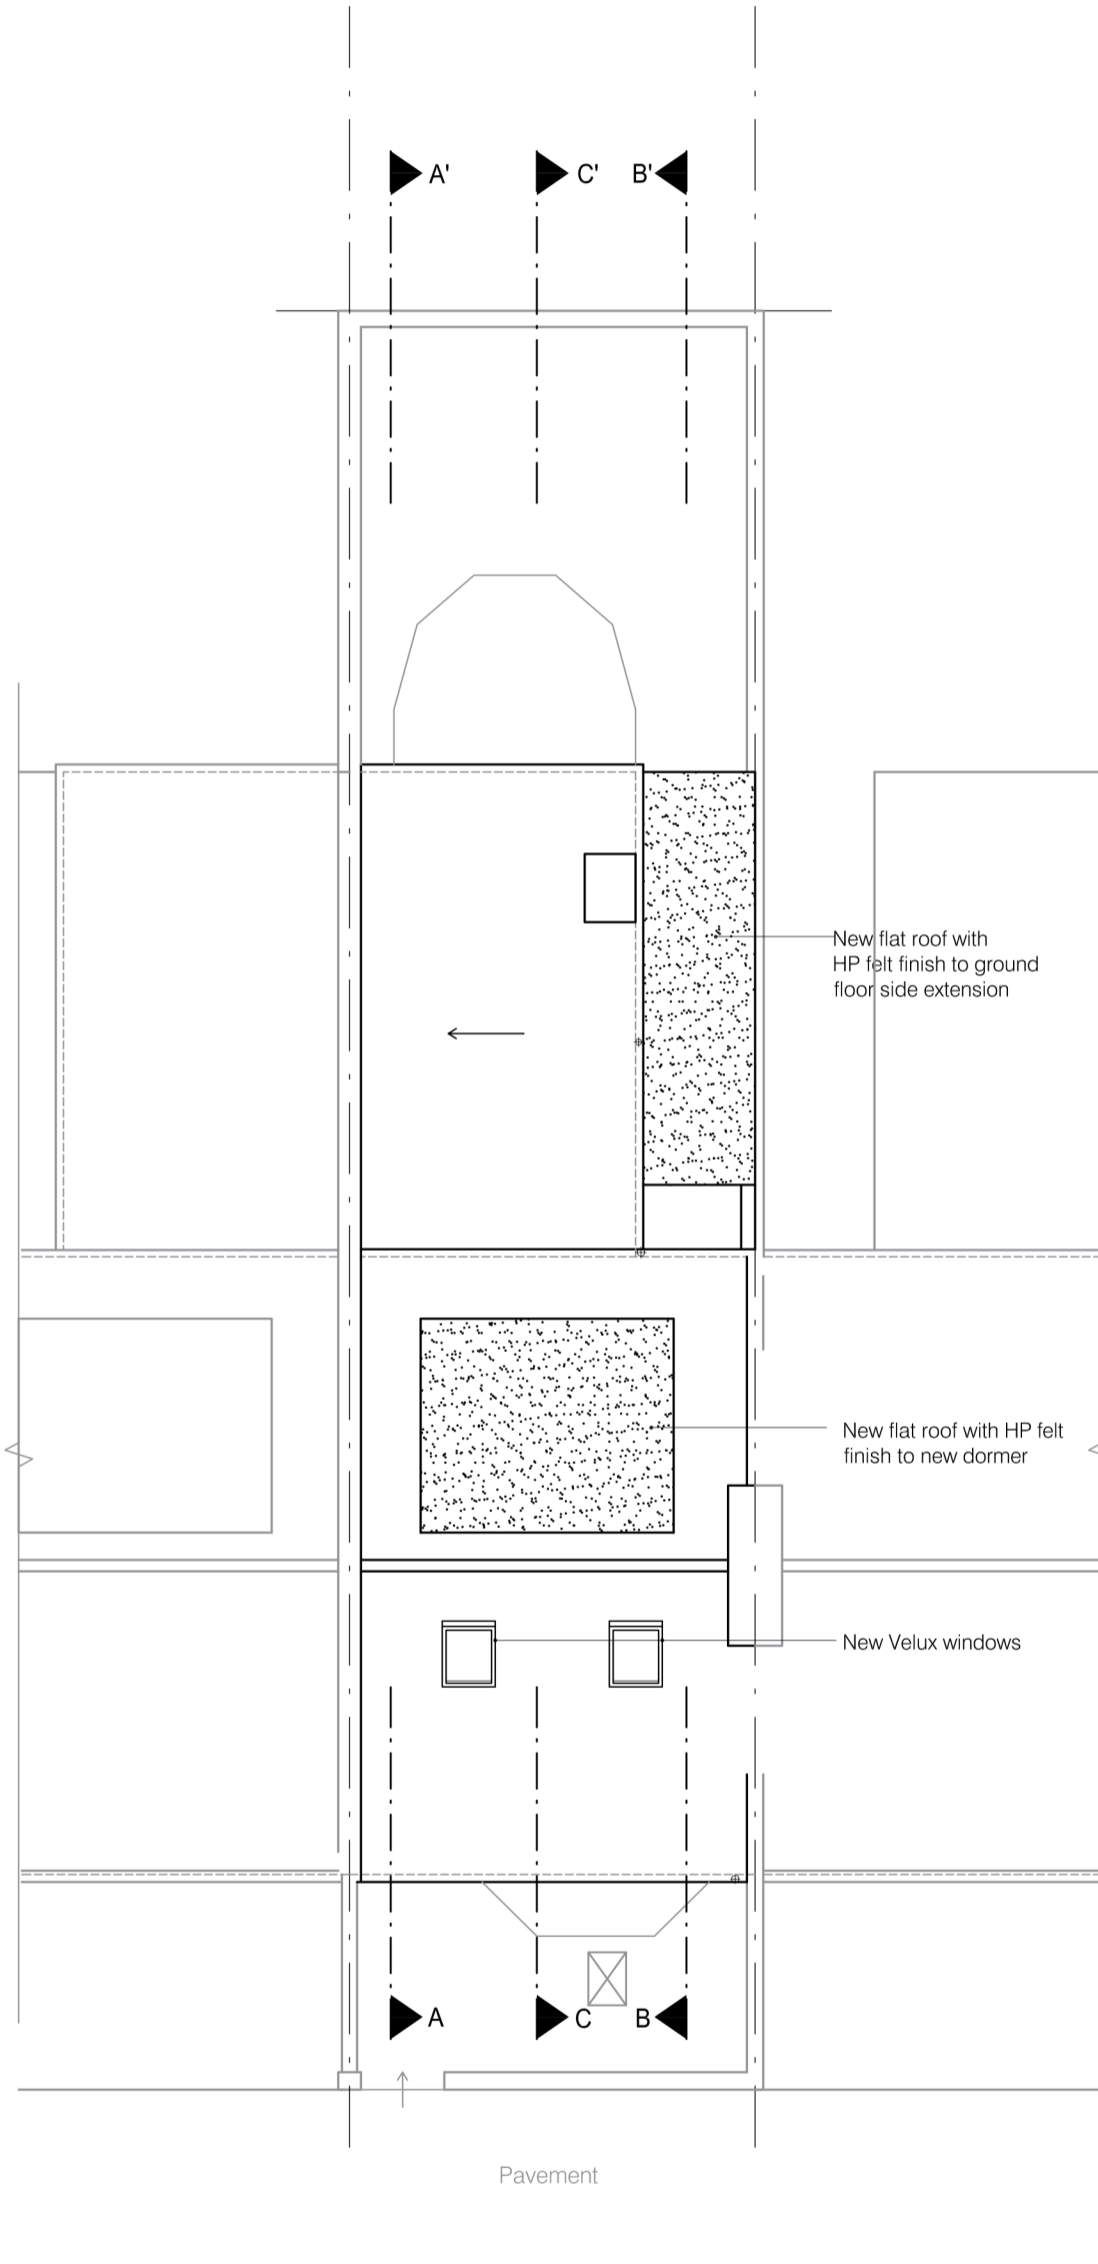 A'
C'
B'
New flat roof with
HP felt finish to ground
floor side extension
New flat roof with HP felt
finish to new dormer
New Velux windows
A
C
B
Pavement